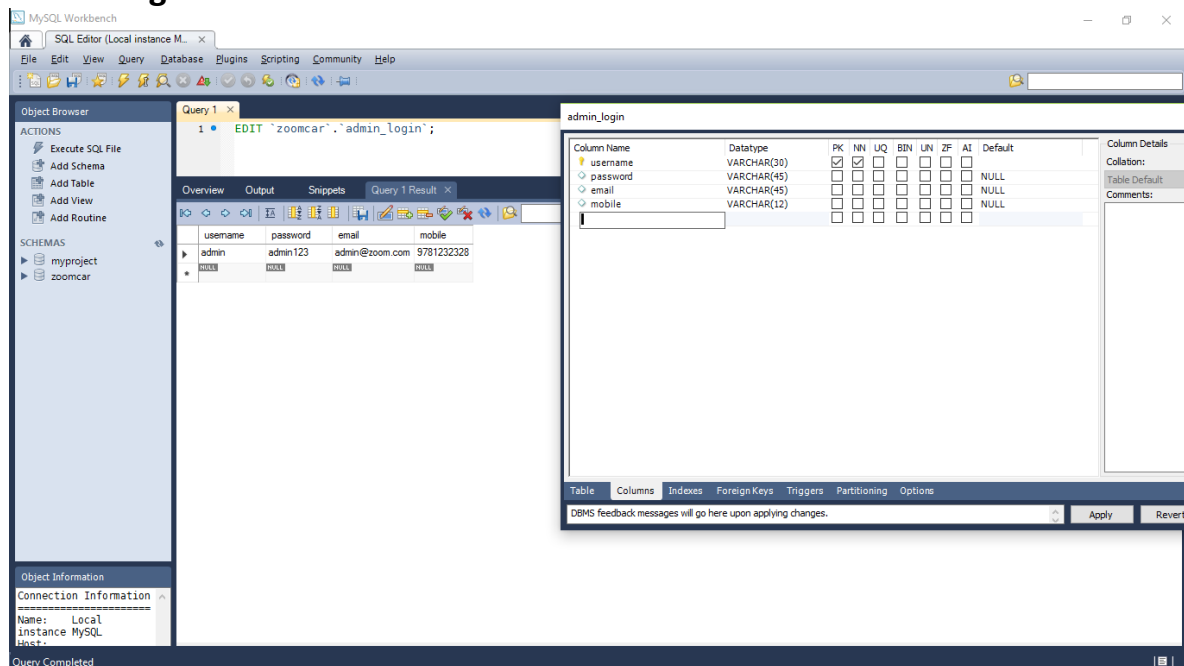 g
MySQL Workbench
SQL Editor (Local instance M... ×
File Edit View Query Database Plugins Scripting Community Help
Object Browser
ACTIONS
Execute SQL File
Add Schema
Add Table
Add View
Add Routine
SCHEMAS
myproject
zoomcar
Query 1 ×
1 EDIT `zoomcar`.`admin_login`;
Overview Output Snippets Query 1 Result ×
username password email mobile
admin admin123 admin@zoom.com 9781232328
NULL NULL NULL NULL
admin_login
Column Name Datatype PK NN UQ BIN UN ZF AI Default
username VARCHAR(30)
password VARCHAR(45) NULL
email VARCHAR(45) NULL
mobile VARCHAR(12) NULL
Column Details
Collation:
Table Default
Comments:
Table Columns Indexes Foreign Keys Triggers Partitioning Options
DBMS feedback messages will go here upon applying changes.
Apply Revert
Object Information
Connection Information
======================
Name: Local
instance MySQL
Host:
Query Completed